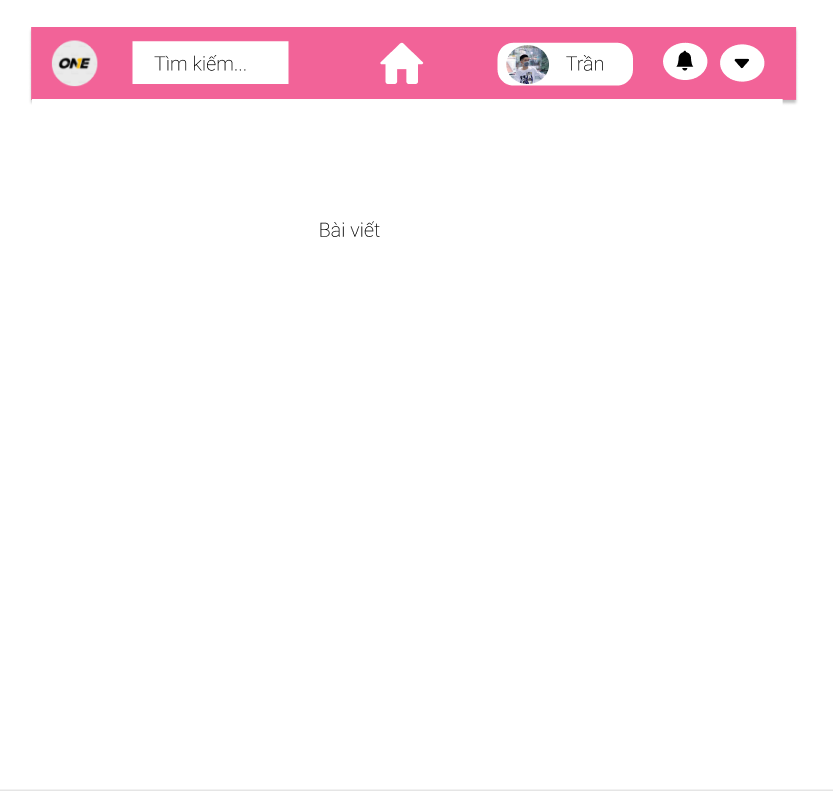 ONE
Tìm kiếm...
Trần
Bài viết